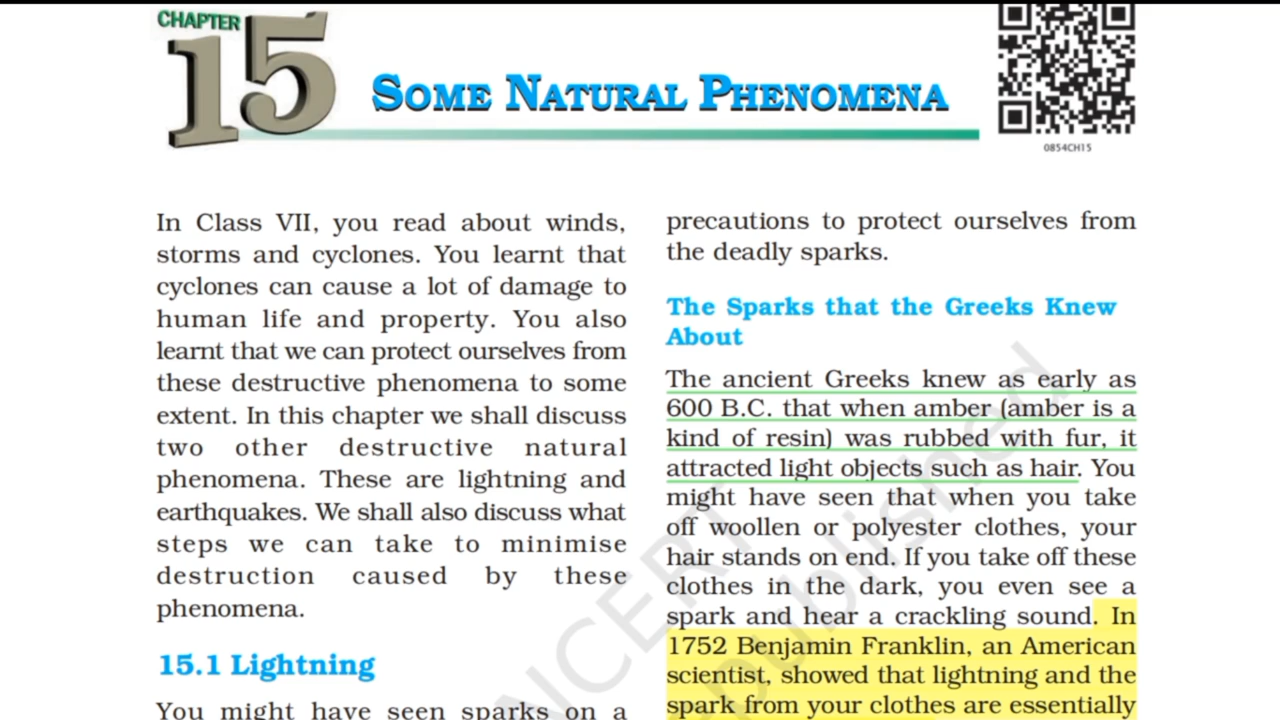 CHAPTER
15
SOME NATURAL PHENOMENA
0854CH15
In Class VII, you read about winds,
storms and cyclones. You learnt that
cyclones can cause a lot of damage to
human life and property. You also
learnt that we can protect ourselves from
these destructive phenomena to some
extent. In this chapter we shall discuss
two other destructive natural
phenomena. These are lightning and
earthquakes. We shall also discuss what
steps we can take to minimise
destruction caused by these
phenomena.
15.1 Lightning
You might have seen sparks on a
precautions to protect ourselves from
the deadly sparks.
The Sparks that the Greeks Knew
About
The ancient Greeks knew as early as
600 B.C. that when amber (amber is a
kind of resin) was rubbed with fur, it
attracted light objects such as hair. You
might have seen that when you take
off woollen or polyester clothes, your
hair stands on end. If you take off these
clothes in the dark, you even see a
spark and hear a crackling sound. In
1752 Benjamin Franklin, an American
scientist, showed that lightning and the
spark from your clothes are essentially
NCERT
published